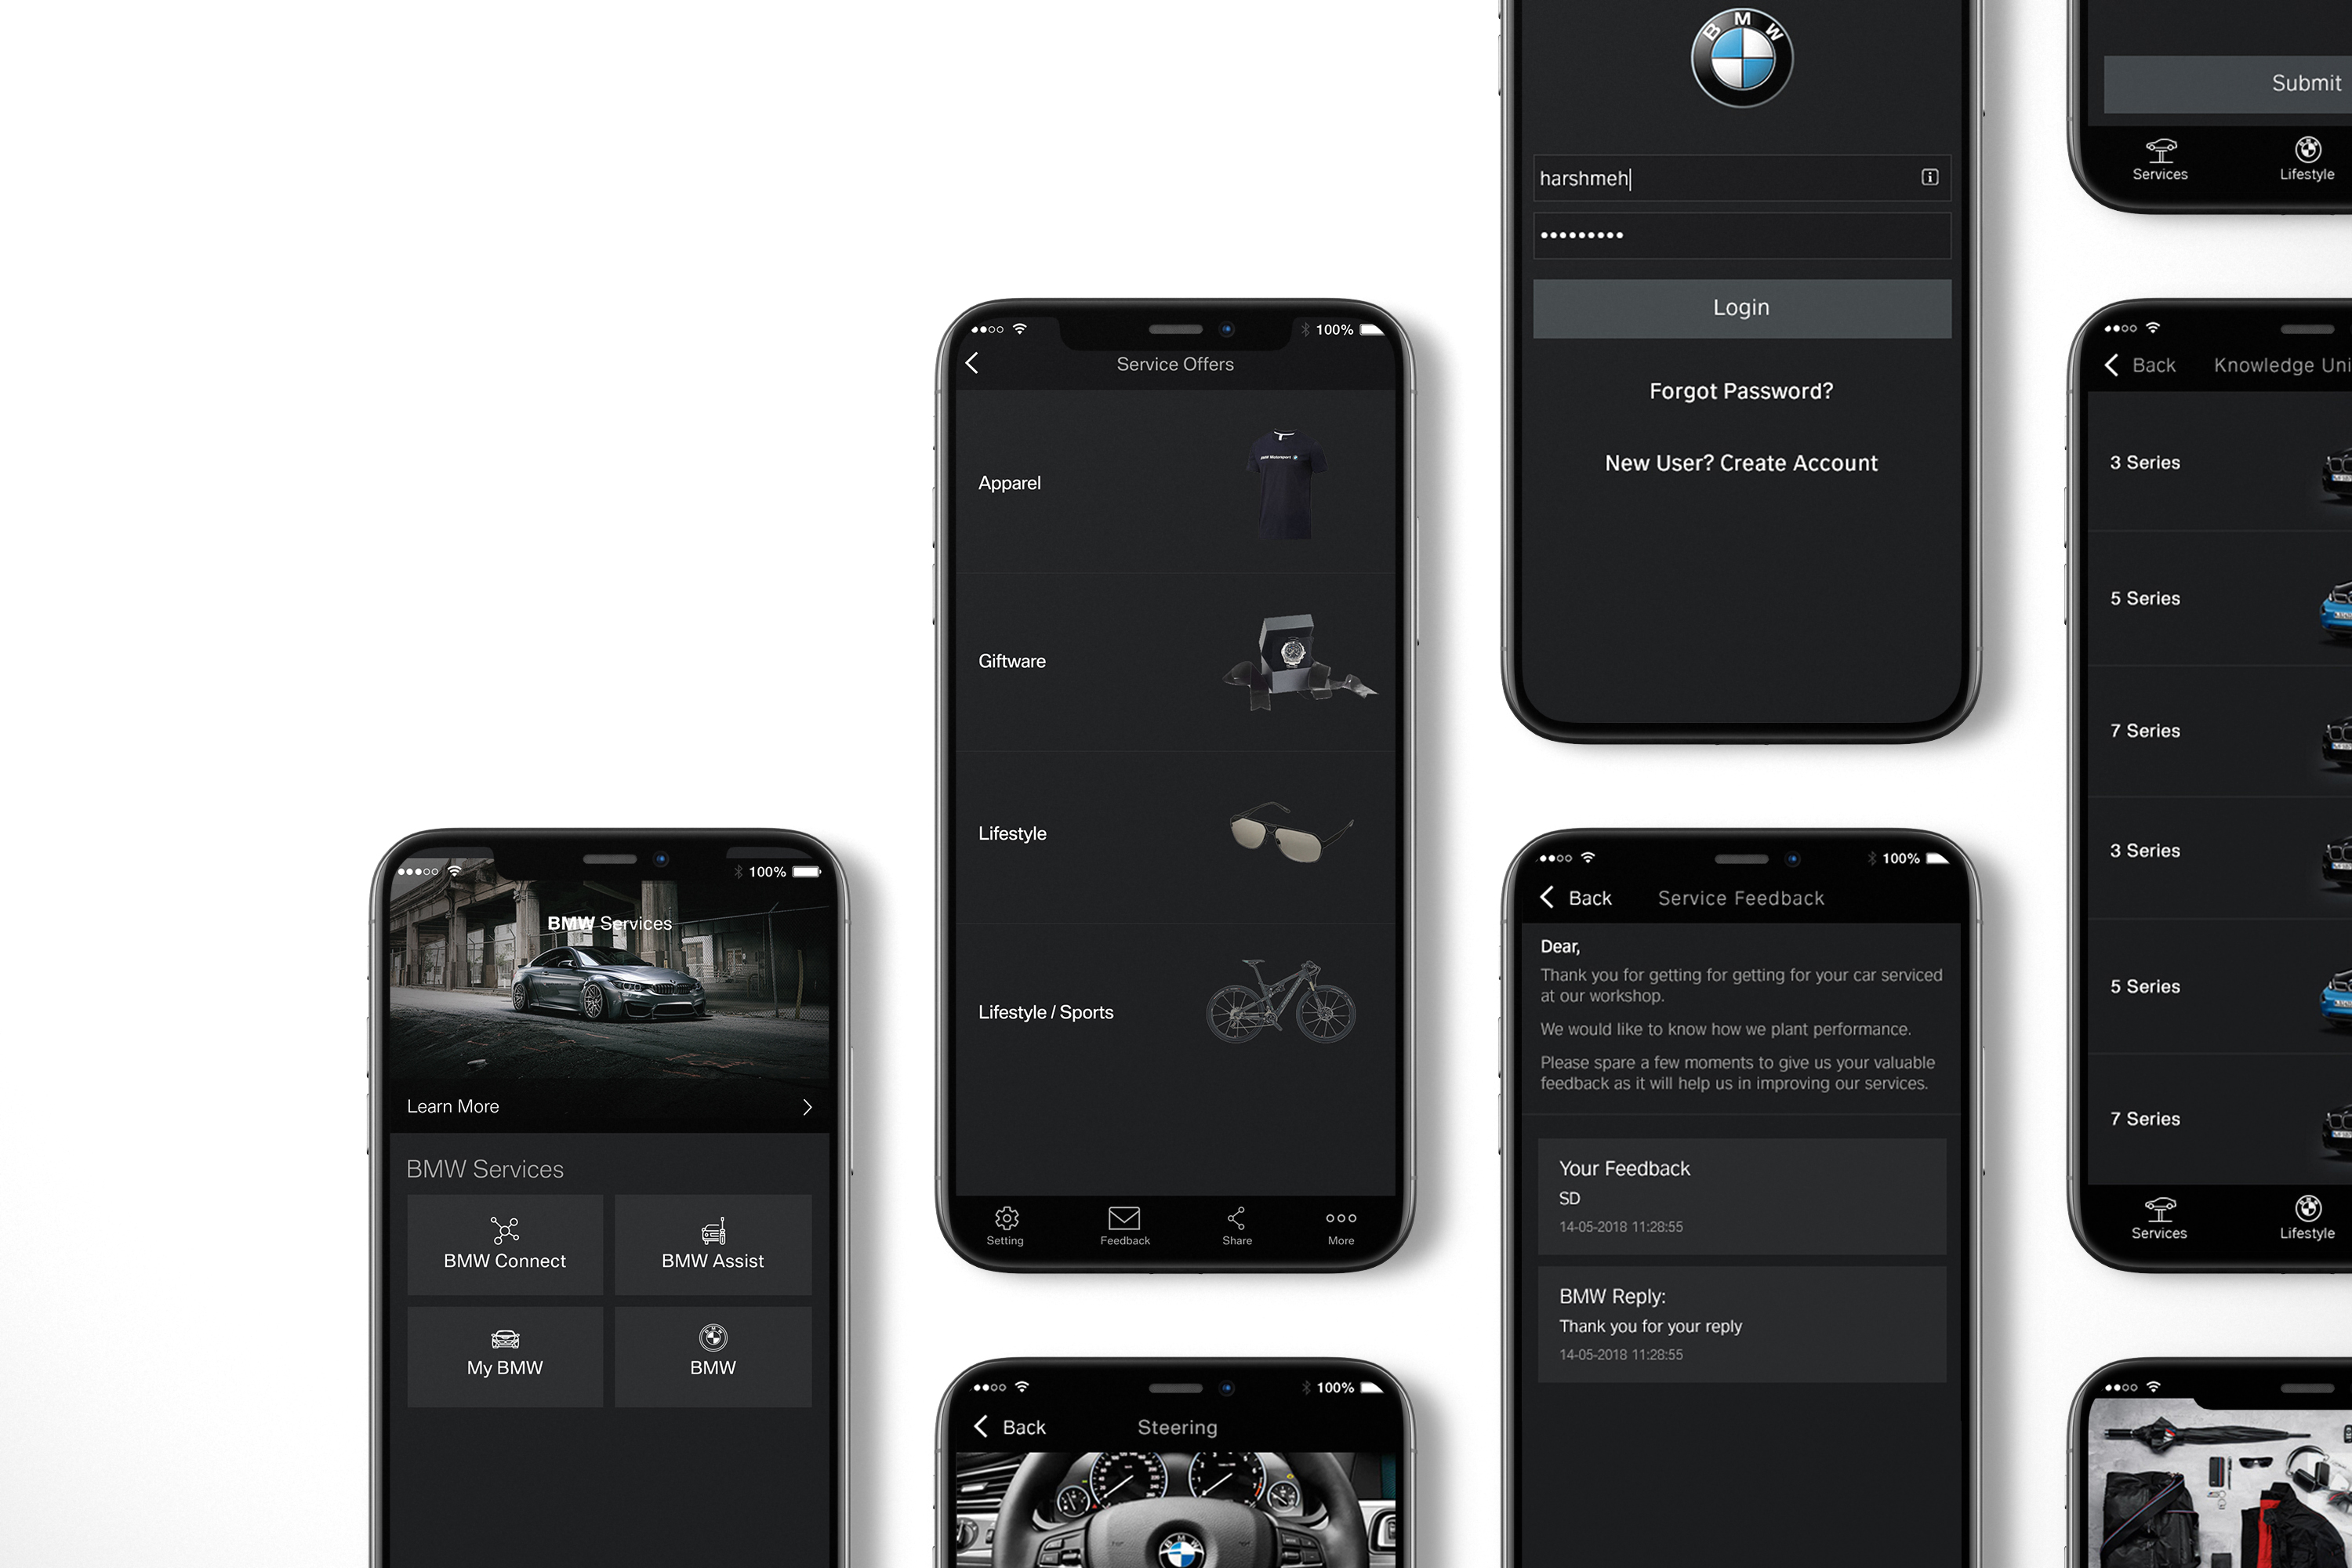 100%
BMW Services
Learn More
BMW Services
BMW Connect
BMW Assist
My BMW
BMW
100%
Service Offers
Apparel
BMW Motorsport
Giftware
Lifestyle
Lifestyle / Sports
Setting
Feedback
Share
More
100%
Back
Steering
BMW
BMW
harshmeh
Login
Forgot Password?
New User? Create Account
100%
Back
Service Feedback
Dear,
Thank you for getting for getting for your car serviced
at our workshop.
We would like to know how we plant performance.
Please spare a few moments to give us your valuable
feedback as it will help us in improving our services.
Your Feedback
SD
14-05-2018 11:28:55
BMW Reply:
Thank you for your reply
14-05-2018 11:28:55
Submit
Services
Lifestyle
Back
Knowledge Uni
3 Series
5 Series
7 Series
3 Series
5 Series
7 Series
Services
Lifestyle